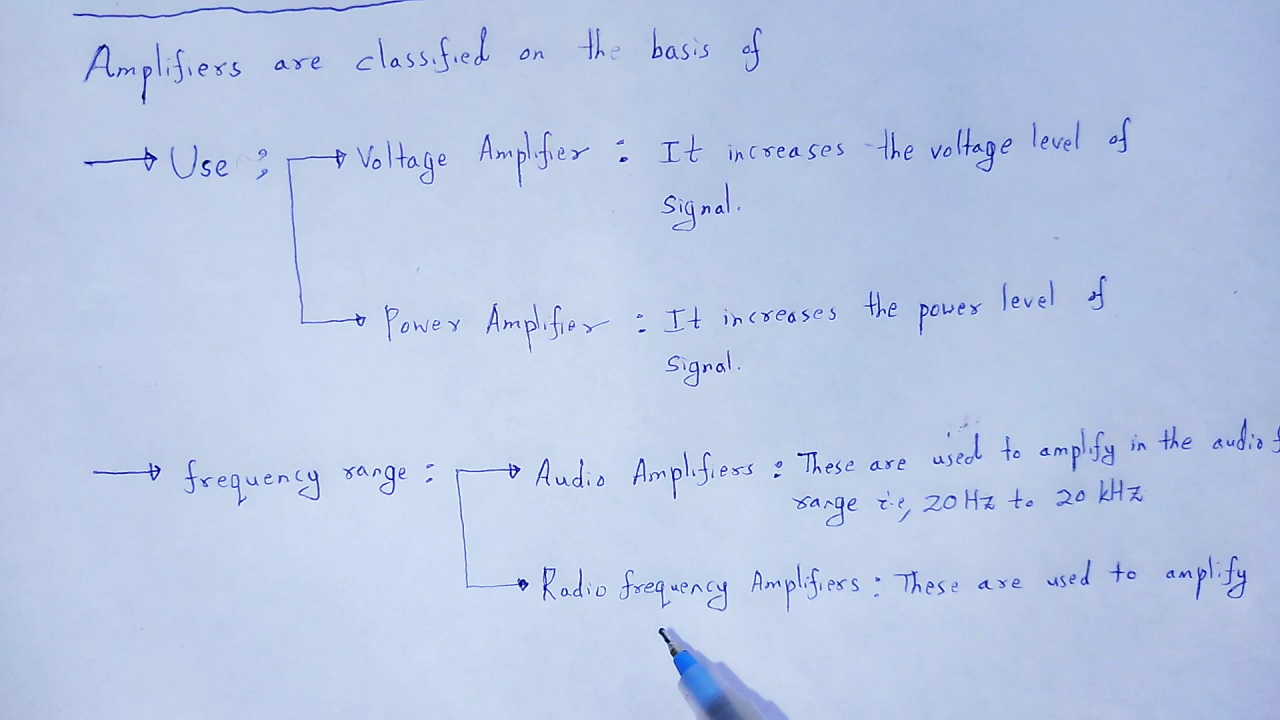 Amplifiers are classified on the basis of
Use : Voltage Amplifier : It increases the voltage level of
signal.
Power Amplifier : It increases the power level of
signal.
frequency range : Audio Amplifiers : These are used to amplify in the audio f
range i.e, 20Hz to 20 kHz
Radio frequency Amplifiers : These are used to amplify